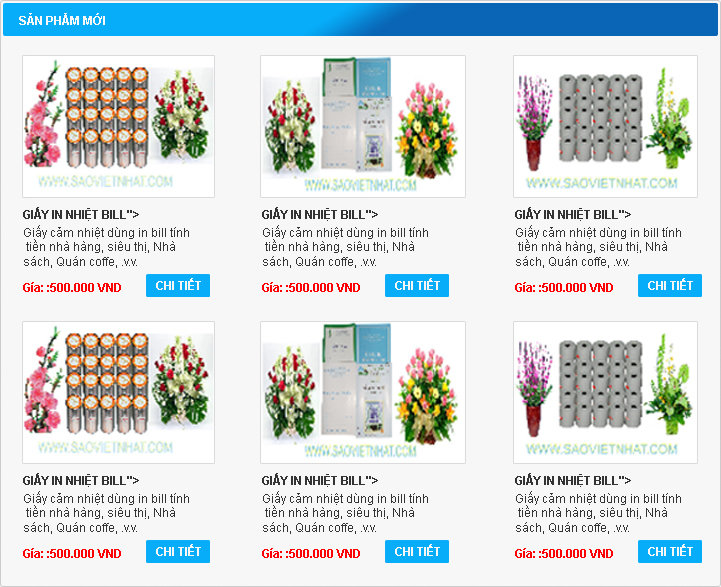 SẢN PHẨM MỚI
WWW.SAOVIETNHAT.COM
WWW.SAOVIETNHAT.COM
WWW.SAOVIETNHAT.COM
GIẤY IN NHIỆT BILL">
GIẤY IN NHIỆT BILL">
GIẤY IN NHIỆT BILL">
Giấy cảm nhiệt dùng in bill tính
tiền nhà hàng, siêu thị, Nhà
sách, Quán coffe, .v.v.
Giấy cảm nhiệt dùng in bill tính
tiền nhà hàng, siêu thị, Nhà
sách, Quán coffe, .v.v.
Giấy cảm nhiệt dùng in bill tính
tiền nhà hàng, siêu thị, Nhà
sách, Quán coffe, .v.v.
Gía: :500.000 VND
CHI TIẾT
Gía: :500.000 VND
CHI TIẾT
Gía: :500.000 VND
CHI TIẾT
WWW.SAOVIETNHAT.COM
WWW.SAOVIETNHAT.COM
WWW.SAOVIETNHAT.COM
GIẤY IN NHIỆT BILL">
GIẤY IN NHIỆT BILL">
GIẤY IN NHIỆT BILL">
Giấy cảm nhiệt dùng in bill tính
tiền nhà hàng, siêu thị, Nhà
sách, Quán coffe, .v.v.
Giấy cảm nhiệt dùng in bill tính
tiền nhà hàng, siêu thị, Nhà
sách, Quán coffe, .v.v.
Giấy cảm nhiệt dùng in bill tính
tiền nhà hàng, siêu thị, Nhà
sách, Quán coffe, .v.v.
Gía: :500.000 VND
CHI TIẾT
Gía: :500.000 VND
CHI TIẾT
Gía: :500.000 VND
CHI TIẾT